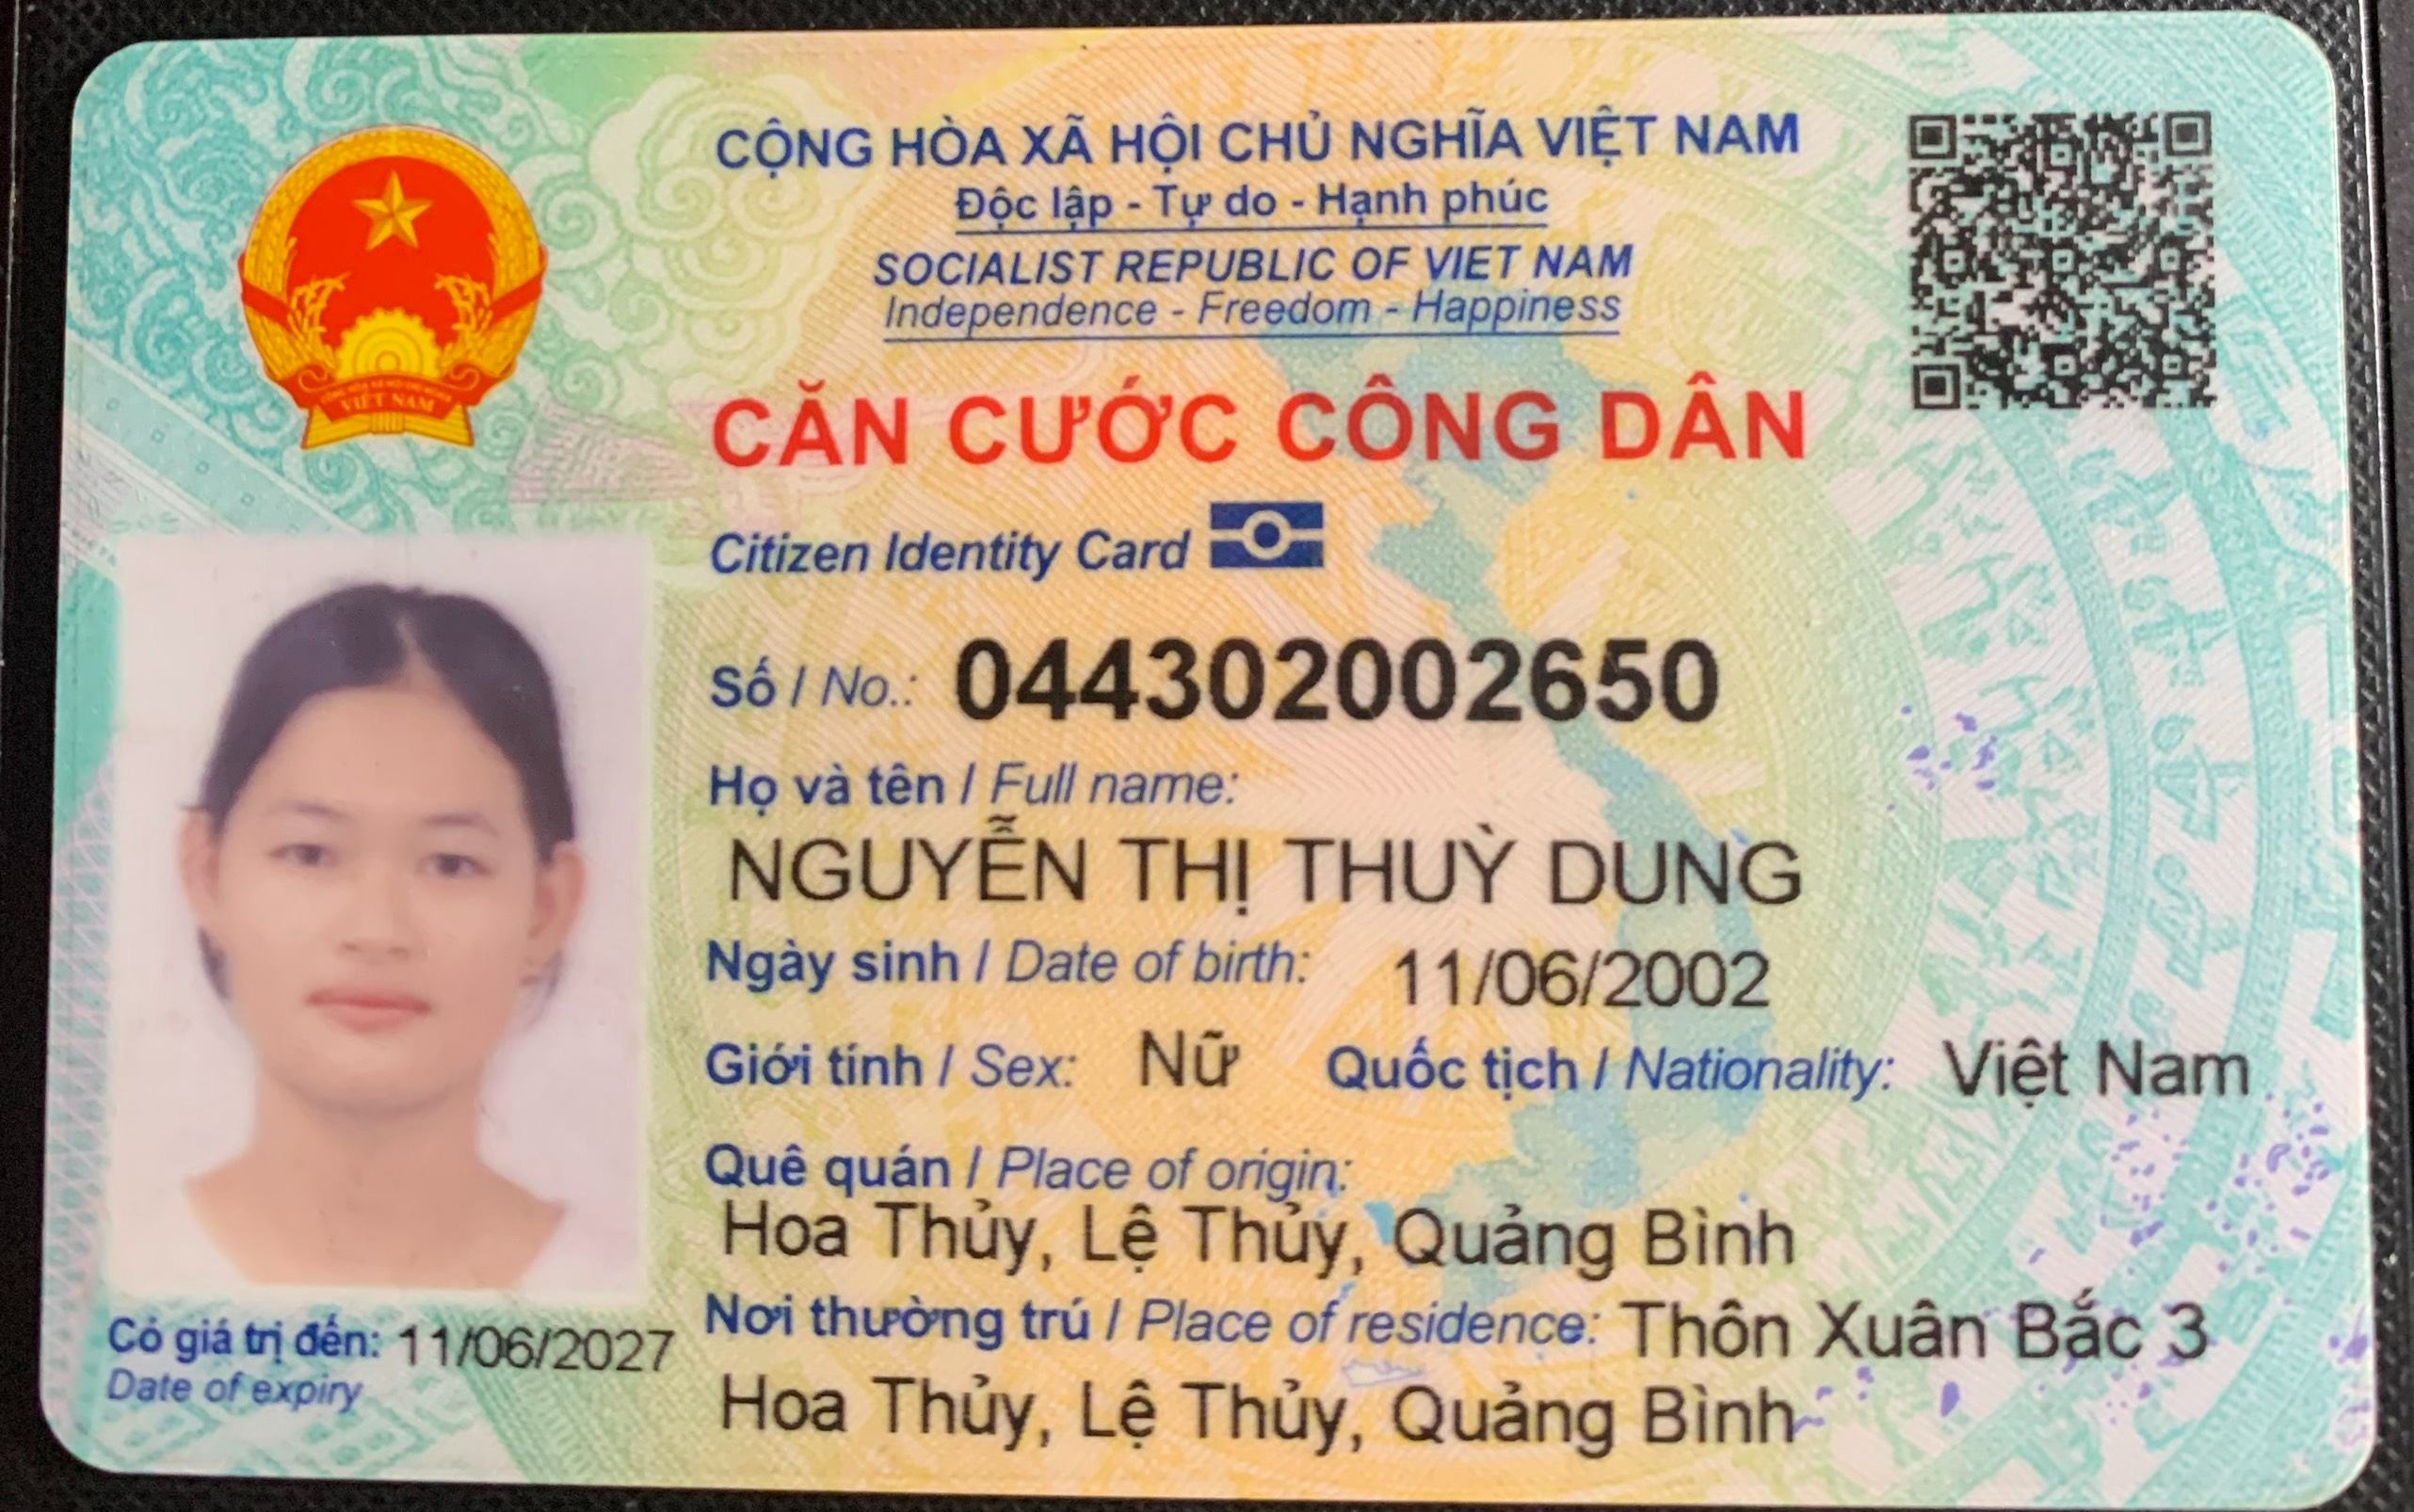 CỘNG HÒA XÃ HỘI CHỦ NGHĨA VIỆT NAM
Độc lập - Tự do - Hạnh phúc
SOCIALIST REPUBLIC OF VIET NAM
Independence - Freedom - Happiness
VIỆT NAM
CĂN CƯỚC CÔNG DÂN
Citizen Identity Card
Số / No.: 044302002650
Họ và tên / Full name:
NGUYỄN THỊ THUỲ DUNG
Ngày sinh / Date of birth: 11/06/2002
Giới tính / Sex: Nữ Quốc tịch / Nationality: Việt Nam
Quê quán / Place of origin:
Hoa Thủy, Lệ Thủy, Quảng Bình
Nơi thường trú / Place of residence: Thôn Xuân Bắc 3
Hoa Thủy, Lệ Thủy, Quảng Bình
Có giá trị đến: 11/06/2027
Date of expiry